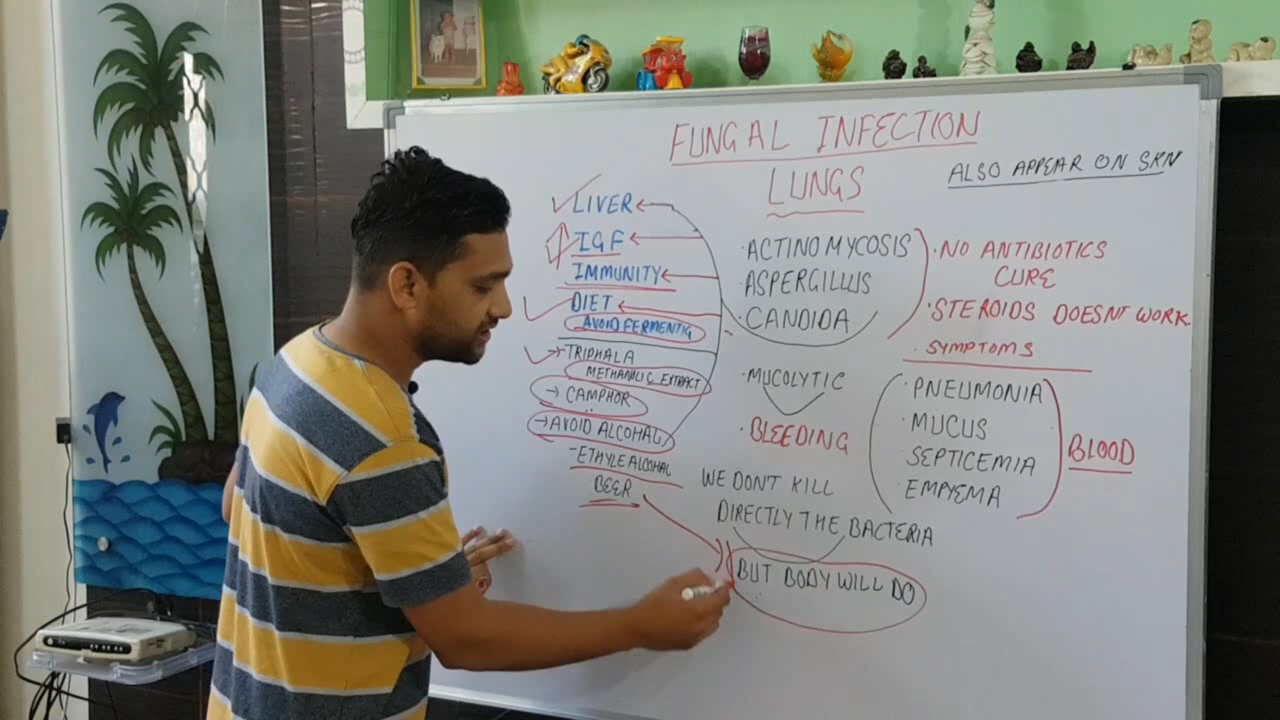 FUNGAL INFECTION
LUNGS
ALSO APPEAR ON SKN
LIVER
IGF
IMMUNITY
DIET
AVOID FERMENTIG
→ TRIPHALA
METHANOLIC EXTRACT
→ CAMPHOR
→ AVOID ALCOHAL
- ETHYLE ALCOHAL
BEER
· ACTINOMYCOSIS
· ASPERGILLUS
· CANDIDA
· MUCOLYTIC
· BLEEDING
WE DON'T KILL
DIRECTLY THE BACTERIA
BUT BODY WILL DO
· NO ANTIBIOTICS
CURE
· STEROIDS DOESNT WORK
· SYMPTOMS
· PNEUMONIA
· MUCUS
· SEPTICEMIA
· EMPYEMA
BLOOD